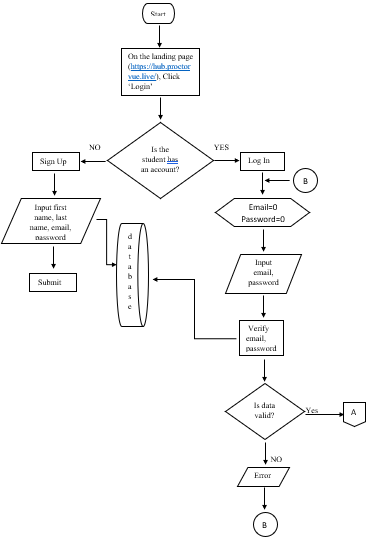 Start
On the landing page
(https://hub.proctor
vue.live/), Click
‘Login’
Is the
student has
an account?
NO
YES
Sign Up
Log In
B
Input first
name, last
name, email,
password
Email=0
Password=0
d
a
t
a
b
a
s
e
Input
email,
password
Submit
Verify
email,
password
Is data
valid?
Yes
A
NO
Error
B